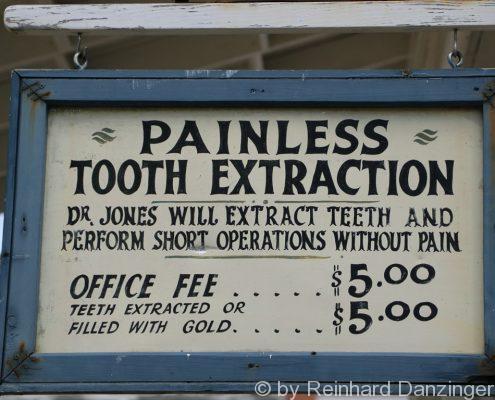 PAINLESS
TOOTH EXTRACTION
DR. JONES WILL EXTRACT TEETH AND
PERFORM SHORT OPERATIONS WITHOUT PAIN
OFFICE FEE ..... $5.00
TEETH EXTRACTED OR
FILLED WITH GOLD...... $5.00
© by Reinhard Danzinger